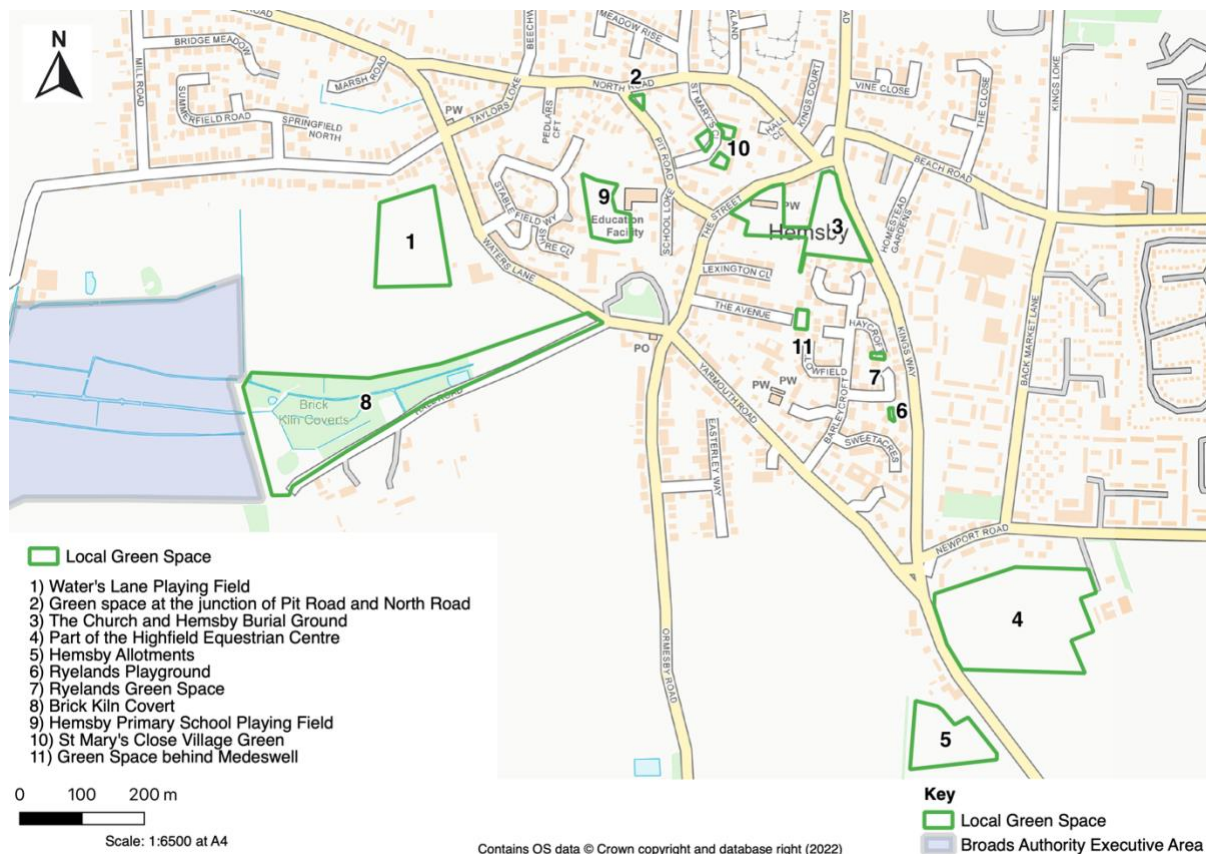 ROAD
BRIDGE MEADOW
MILL ROAD
MARSH ROAD
SUMMERFIELD ROAD
SPRINGFIELD
NORTH
N
PW
TAYLORS LOKE
PEDLARS
CFT
MEADOW RISE
2
NORTH ROAD
ST MARY'S CL
10
HALL CL
KINGS COURT
ROAD
VINE CLOSE
THE CLOSE
KINGS LOKE
BEACH ROAD
PIT ROAD
1
STABLEFIELD WY
SHIRE CL
9
Education
Facility
SCHOOL LOKE
THE STREET
PW
Hemsby
3
HOMESTEAD
GARDENS
WATERS LANE
LEXINGTON CL
THE AVENUE
11
HAYCROFT
7
6
KINGS WAY
BACK MARKET LANE
PO
8
Brick
Kiln Coverts
HALL ROAD
PW
PW
YARMOUTH ROAD
BARLEYCROFT
SWEETACRES
EASTERLEY WAY
NEWPORT ROAD
4
ORMESBY ROAD
5
Local Green Space
1) Water's Lane Playing Field
2) Green space at the junction of Pit Road and North Road
3) The Church and Hemsby Burial Ground
4) Part of the Highfield Equestrian Centre
5) Hemsby Allotments
6) Ryelands Playground
7) Ryelands Green Space
8) Brick Kiln Covert
9) Hemsby Primary School Playing Field
10) St Mary's Close Village Green
11) Green Space behind Medeswell
0 100 200 m
Scale: 1:6500 at A4
Contains OS data © Crown copyright and database right (2022)
Key
Local Green Space
Broads Authority Executive Area